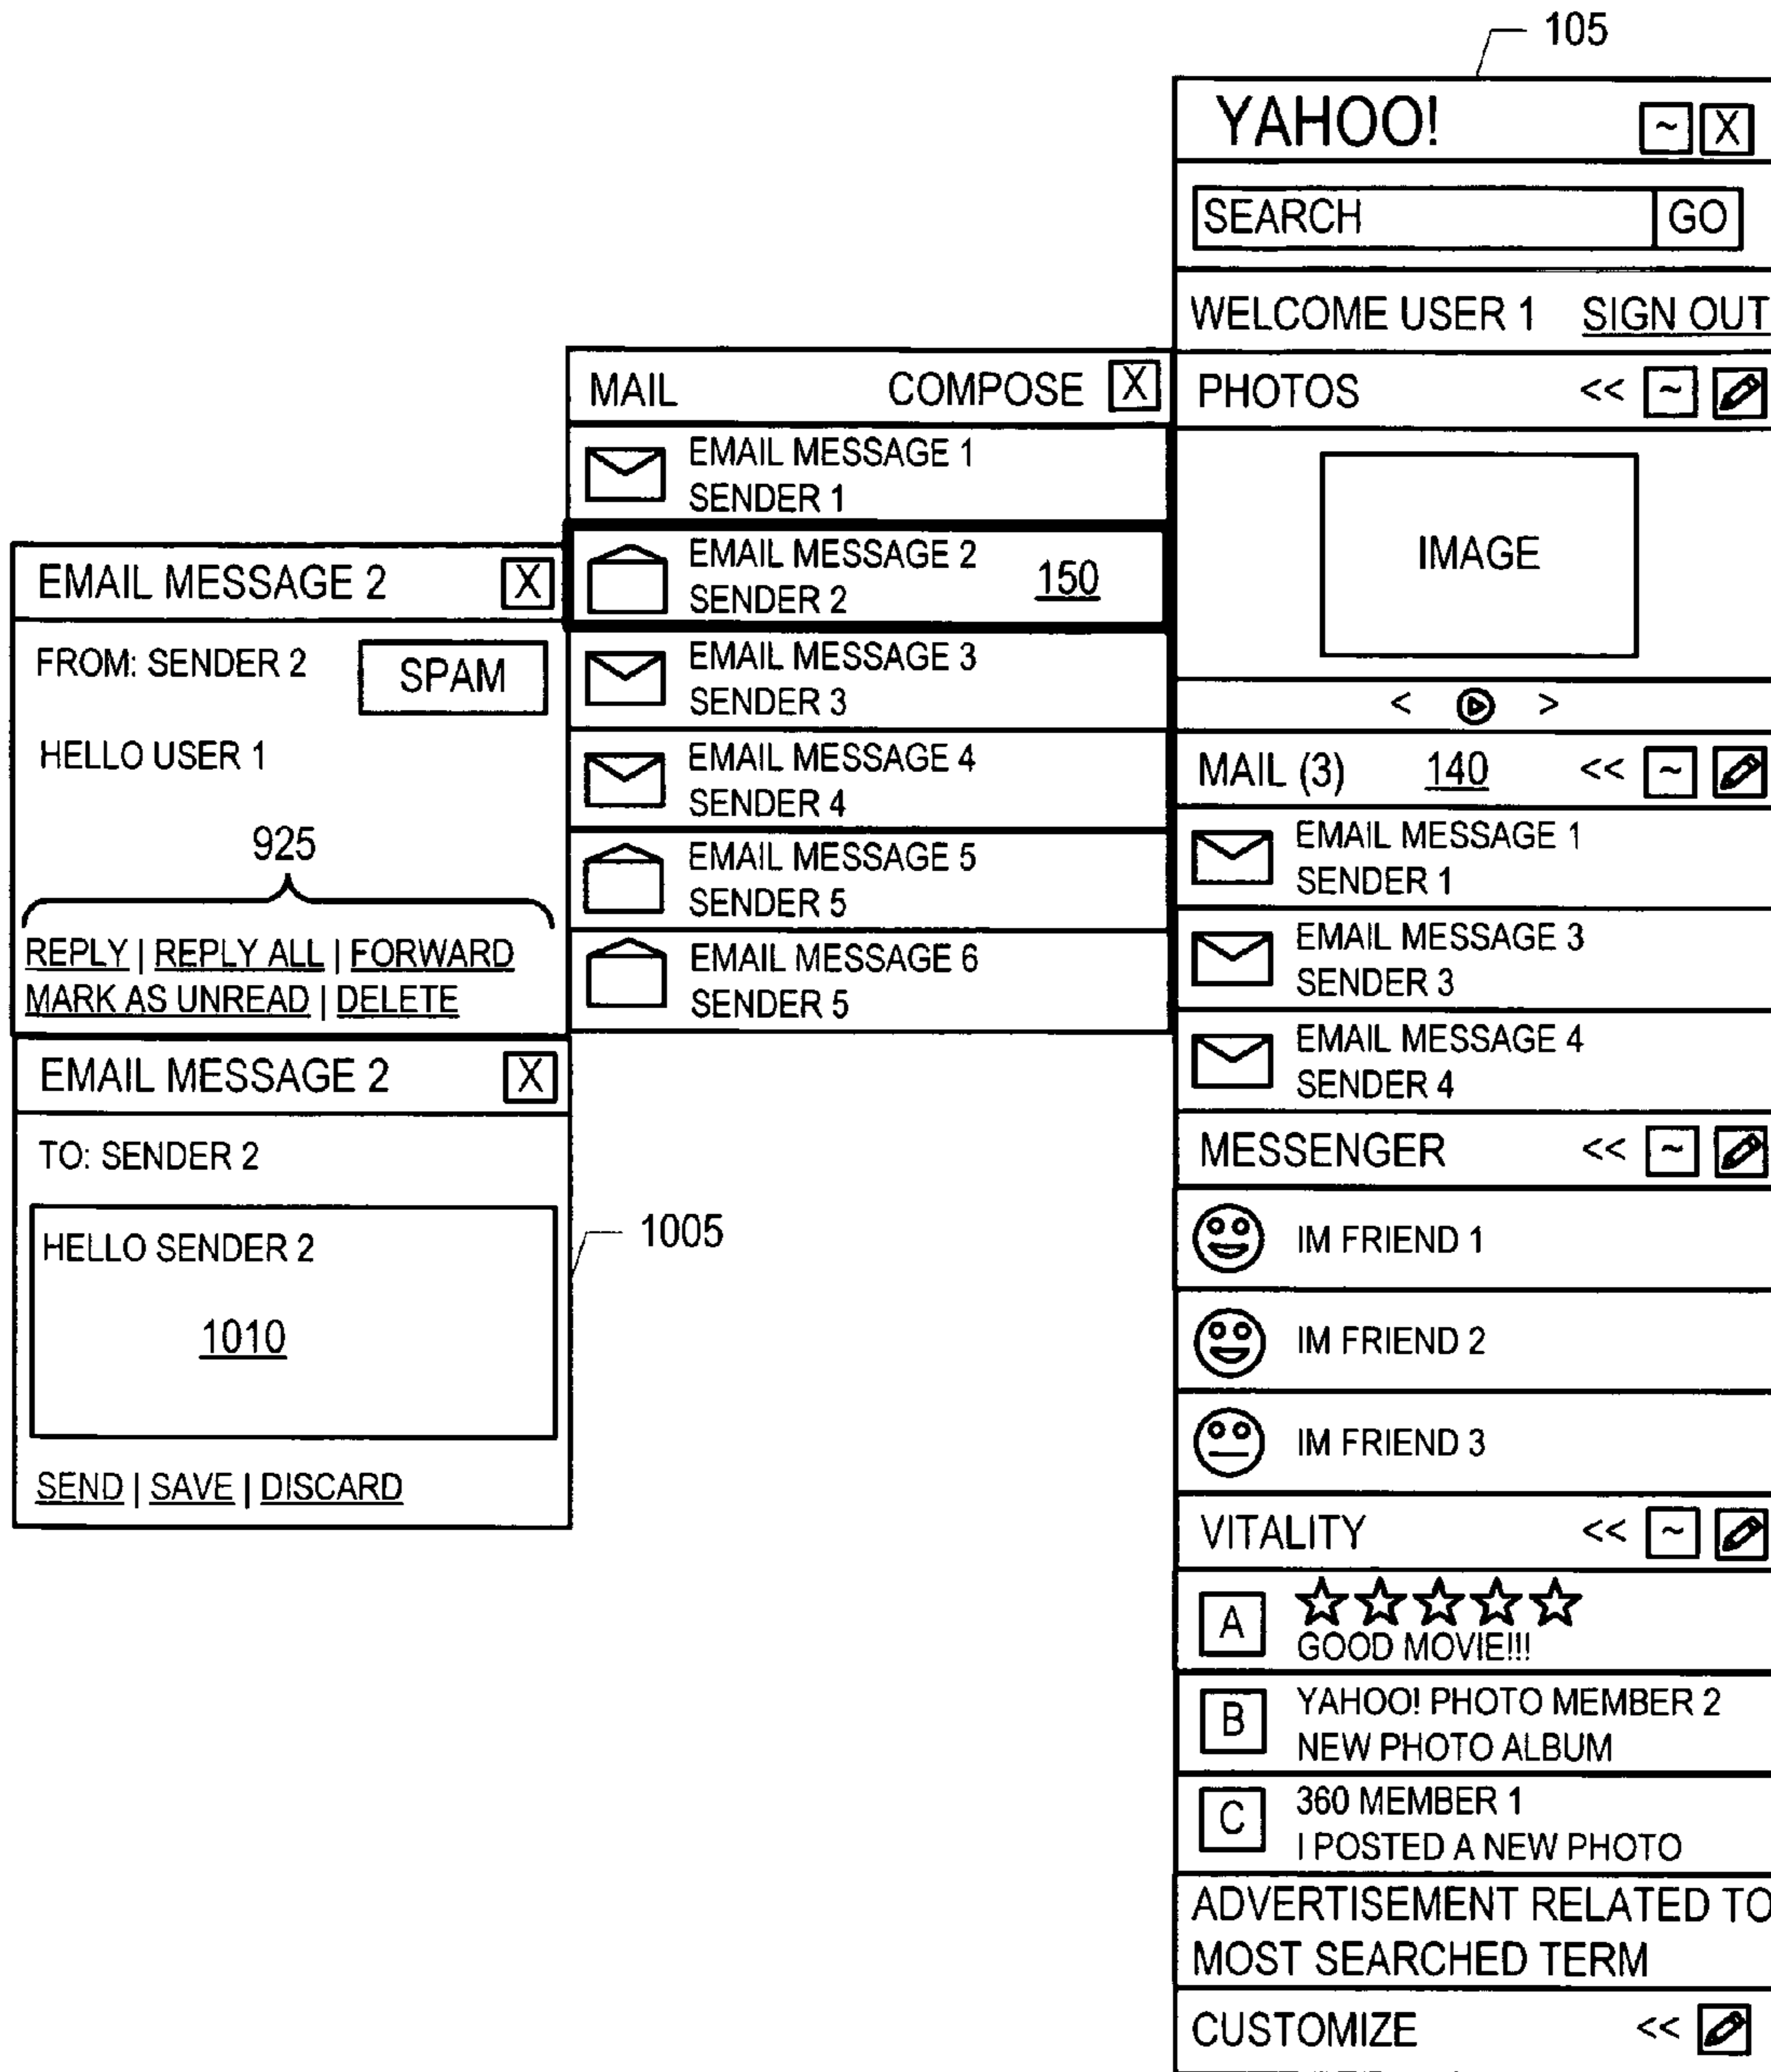 105
YAHOO! ~ X
SEARCH GO
WELCOME USER 1 SIGN OUT
PHOTOS << ~
IMAGE
< >
MAIL (3) 140 << ~
EMAIL MESSAGE 1
SENDER 1
EMAIL MESSAGE 3
SENDER 3
EMAIL MESSAGE 4
SENDER 4
MESSENGER << ~
IM FRIEND 1
IM FRIEND 2
IM FRIEND 3
VITALITY << ~
A
GOOD MOVIE!!!
B YAHOO! PHOTO MEMBER 2
NEW PHOTO ALBUM
C 360 MEMBER 1
I POSTED A NEW PHOTO
ADVERTISEMENT RELATED TO
MOST SEARCHED TERM
CUSTOMIZE <<
MAIL COMPOSE X
EMAIL MESSAGE 1
SENDER 1
EMAIL MESSAGE 2
SENDER 2 150
EMAIL MESSAGE 3
SENDER 3
EMAIL MESSAGE 4
SENDER 4
EMAIL MESSAGE 5
SENDER 5
EMAIL MESSAGE 6
SENDER 5
EMAIL MESSAGE 2 X
FROM: SENDER 2 SPAM
HELLO USER 1
925
REPLY | REPLY ALL | FORWARD
MARK AS UNREAD | DELETE
EMAIL MESSAGE 2 X
TO: SENDER 2
HELLO SENDER 2
1010
1005
SEND | SAVE | DISCARD